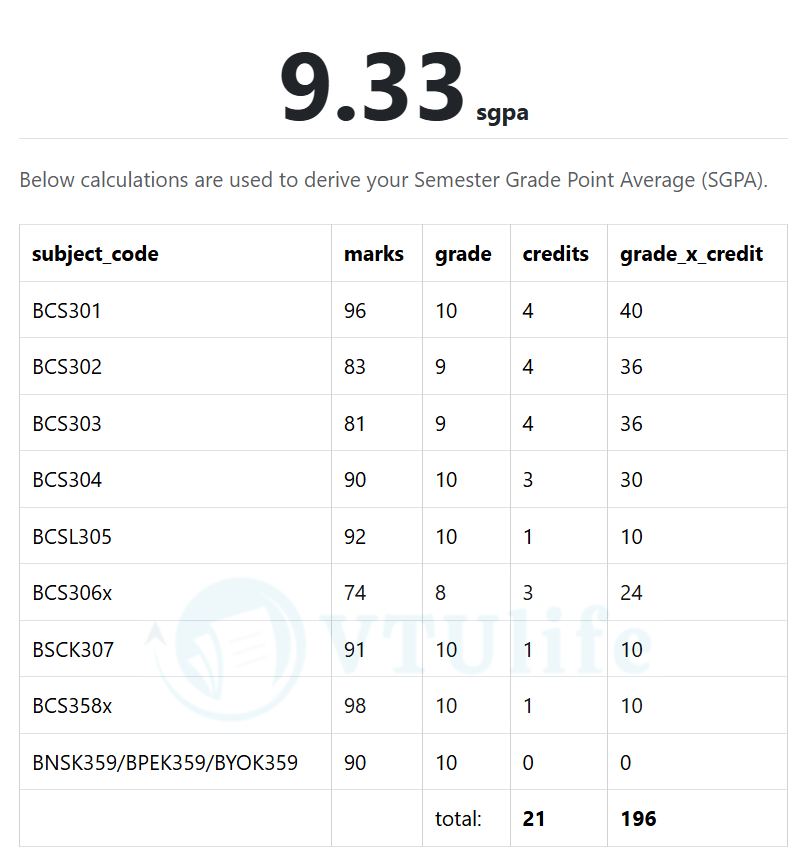 9.33 sgpa
Below calculations are used to derive your Semester Grade Point Average (SGPA).
subject_code marks grade credits grade_x_credit
BCS301 96 10 4 40
BCS302 83 9 4 36
BCS303 81 9 4 36
BCS304 90 10 3 30
BCSL305 92 10 1 10
BCS306x 74 8 3 24
VTUlife
BSCK307 91 10 1 10
BCS358x 98 10 1 10
BNSK359/BPEK359/BYOK359 90 10 0 0
total: 21 196